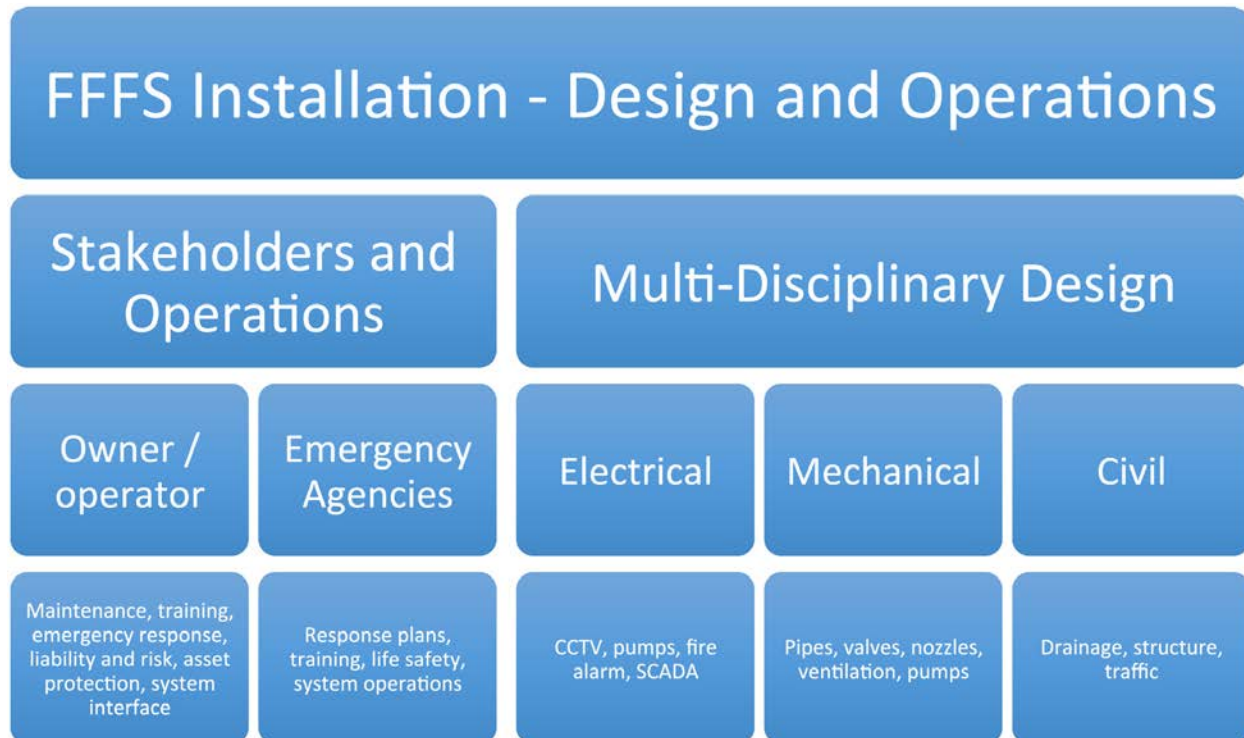 FFFS Installation - Design and Operations
Stakeholders and
Operations
Multi-Disciplinary Design
Owner /
operator
Emergency
Agencies
Electrical
Mechanical
Civil
Maintenance, training,
emergency response,
liability and risk, asset
protection, system
interface
Response plans,
training, life safety,
system operations
CCTV, pumps, fire
alarm, SCADA
Pipes, valves, nozzles,
ventilation, pumps
Drainage, structure,
traffic